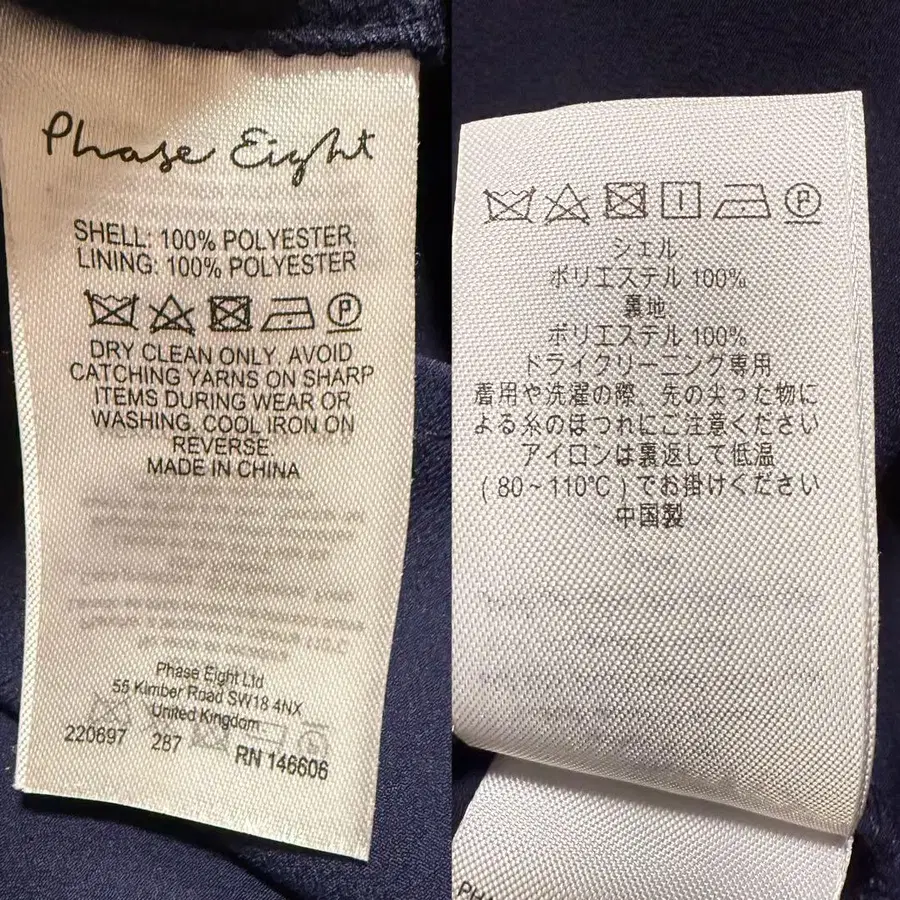 Phase Eight
SHELL: 100% POLYESTER,
LINING: 100% POLYESTER
P
DRY CLEAN ONLY. AVOID
CATCHING YARNS ON SHARP
ITEMS DURING WEAR OR
WASHING. COOL IRON ON
REVERSE.
MADE IN CHINA
Phase Eight Ltd
55 Kimber Road SW18 4NX
United Kingdom
220697 287 RN 146606
P
シェル
ポリエステル 100%
裏地
ポリエステル 100%
ドライクリーニング専用
着用や洗濯の際、先の尖った物に
よる糸のほつれにご注意ください
アイロンは裏返して低温
(80~110℃)でお掛けください
中国製